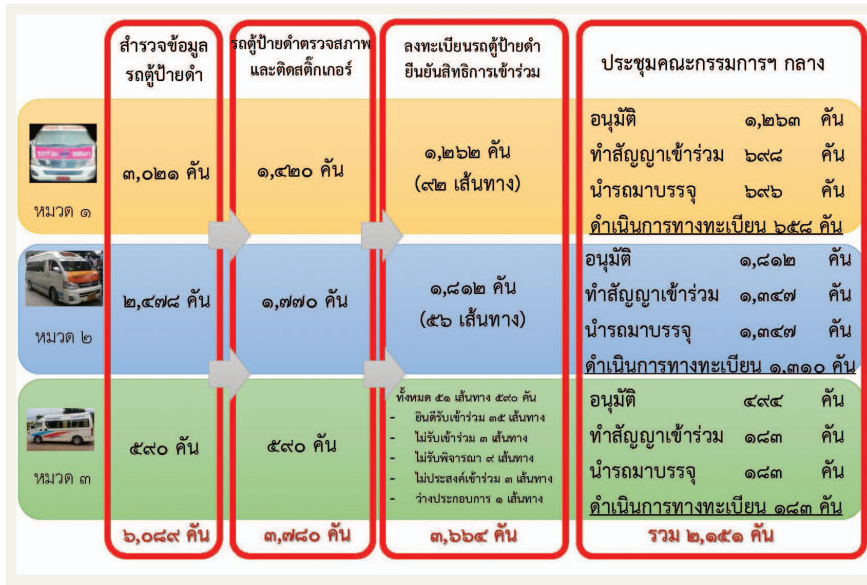 สำรวจข้อมูล
รถตู้ป้ายดำ
รถตู้ป้ายดำตรวจสภาพ
และติดสติ๊กเกอร์
ลงทะเบียนรถตู้ป้ายดำ
ยืนยันสิทธิการเข้าร่วม
ประชุมคณะกรรมการฯ กลาง
หมวด ๑
๓,๐๒๑ คัน
๑,๔๒๐ คัน
๑,๒๖๒ คัน
(๙๒ เส้นทาง)
อนุมัติ ๑,๒๖๓ คัน
ทำสัญญาเข้าร่วม ๖๙๘ คัน
นำรถมาบรรจุ ๖๙๖ คัน
ดำเนินการทางทะเบียน ๖๕๘ คัน
หมวด ๒
๒,๔๗๘ คัน
๑,๗๗๐ คัน
๑,๘๑๒ คัน
(๕๖ เส้นทาง)
อนุมัติ ๑,๘๑๒ คัน
ทำสัญญาเข้าร่วม ๑,๓๔๗ คัน
นำรถมาบรรจุ ๑,๓๔๗ คัน
ดำเนินการทางทะเบียน ๑,๓๑๐ คัน
หมวด ๓
๕๙๐ คัน
๕๙๐ คัน
ทั้งหมด ๕๑ เส้นทาง ๕๙๐ คัน
- ยินดีรับเข้าร่วม ๓๕ เส้นทาง
- ไม่รับเข้าร่วม ๓ เส้นทาง
- ไม่รับพิจารณา ๙ เส้นทาง
- ไม่ประสงค์เข้าร่วม ๓ เส้นทาง
- ว่างประกอบการ ๑ เส้นทาง
อนุมัติ ๔๙๔ คัน
ทำสัญญาเข้าร่วม ๑๘๓ คัน
นำรถมาบรรจุ ๑๘๓ คัน
ดำเนินการทางทะเบียน ๑๘๓ คัน
๖,๐๘๙ คัน
๓,๗๘๐ คัน
๓,๖๖๔ คัน
รวม ๒,๑๕๑ คัน